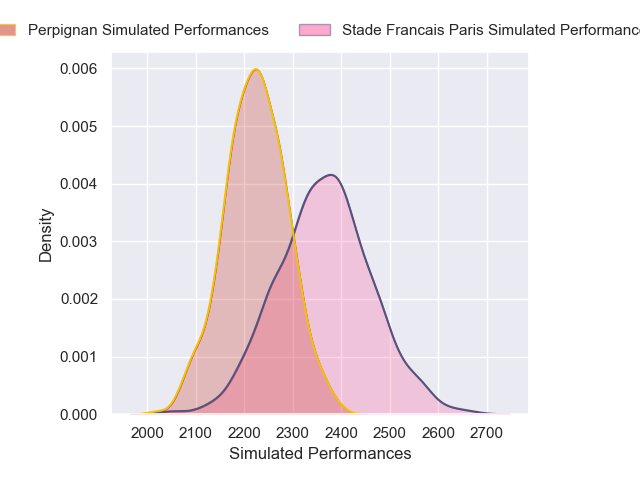 Perpignan Simulated Performances
Stade Francais Paris Simulated Performanc
0.006
0.005
0.004
0.003
0.002
0.001
0.000
Density
2000 2100 2200 2300 2400 2500 2600 2700
Simulated Performances